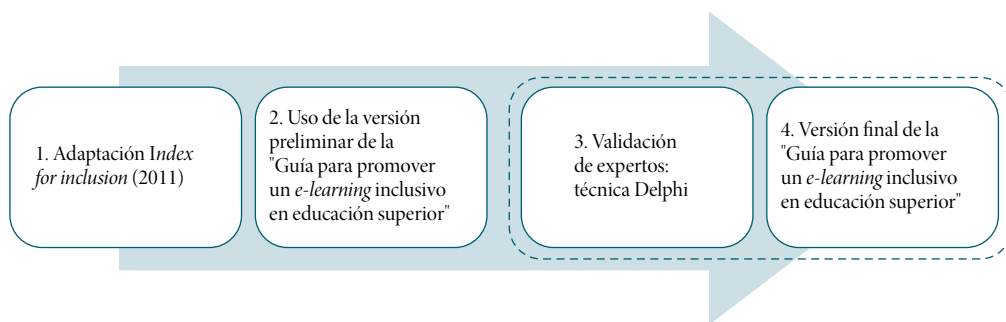 1. Adaptación Index
for inclusion (2011)
2. Uso de la versión
preliminar de la
"Guía para promover
un e-learning inclusivo
en educación superior"
3. Validación
de expertos:
técnica Delphi
4. Versión final de la
"Guía para promover
un e-learning inclusivo
en educación superior"